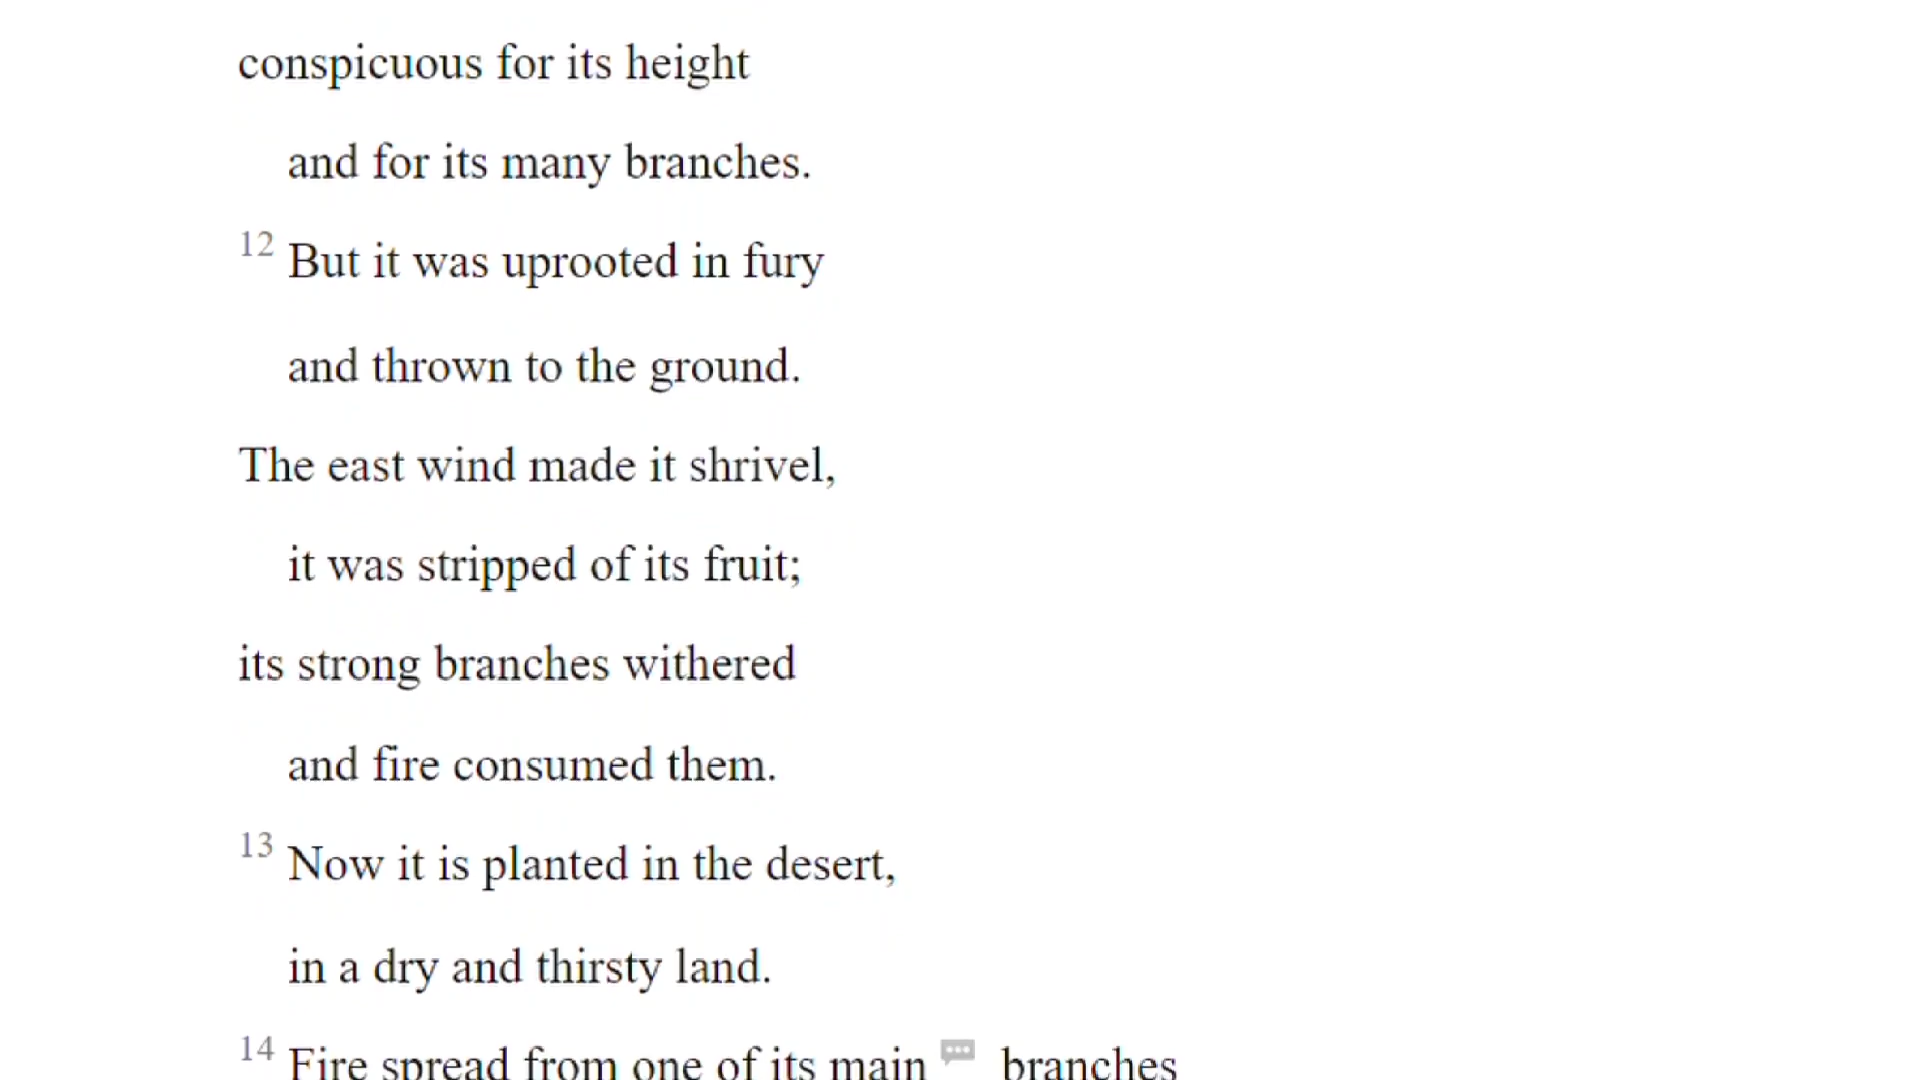 conspicuous for its height
and for its many branches.
12 But it was uprooted in fury
and thrown to the ground.
The east wind made it shrivel,
it was stripped of its fruit;
its strong branches withered
and fire consumed them.
13 Now it is planted in the desert,
in a dry and thirsty land.
14 Fire spread from one of its main branches